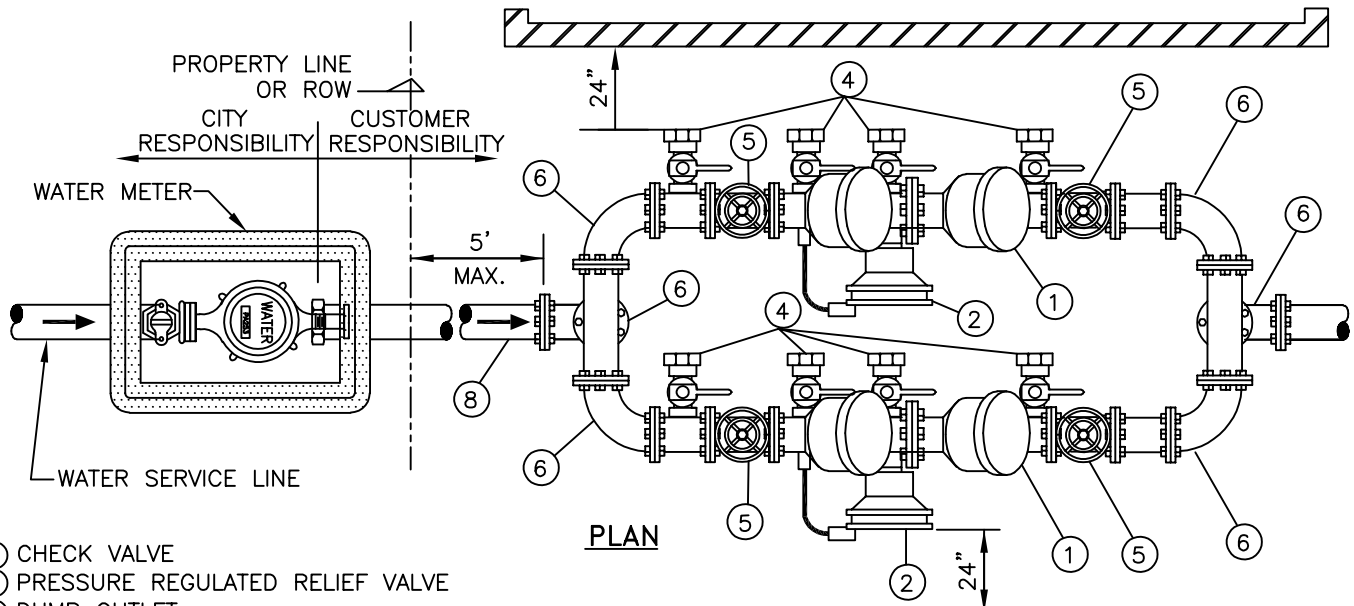 PROPERTY LINE
OR ROW
CITY
RESPONSIBILITY
CUSTOMER
RESPONSIBILITY
WATER METER
5'
MAX.
24"
4
5
5
6
6
6
6
6
WATER
1
2
4
8
6
5
PLAN
2
1
5
6
24"
WATER SERVICE LINE
CHECK VALVE
PRESSURE REGULATED RELIEF VALVE